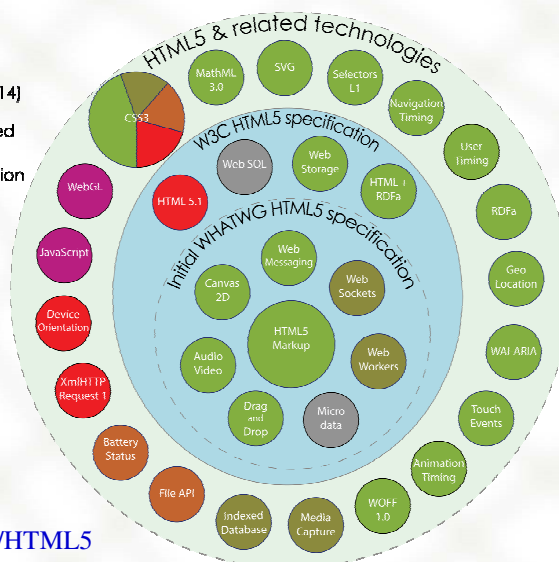 HTML5 & related technologies
14)
ed
ion
CSS3
MathML
3.0
SVG
Selectors
L1
Navigation
Timing
User
Timing
RDFa
Geo
Location
WAI ARIA
Touch
Events
Animation
Timing
WOFF
1.0
Media
Capture
Indexed
Database
File API
Battery
Status
XmlHTTP
Request 1
Device
Orientation
JavaScript
WebGL
W3C HTML5 specification
HTML 5.1
Web SQL
Web
Storage
HTML +
RDFa
Initial WHATWG HTML5 specification
Web
Messaging
Canvas
2D
Web
Sockets
HTML5
Markup
Audio
Video
Web
Workers
Drag
and
Drop
Micro
data
/HTML5